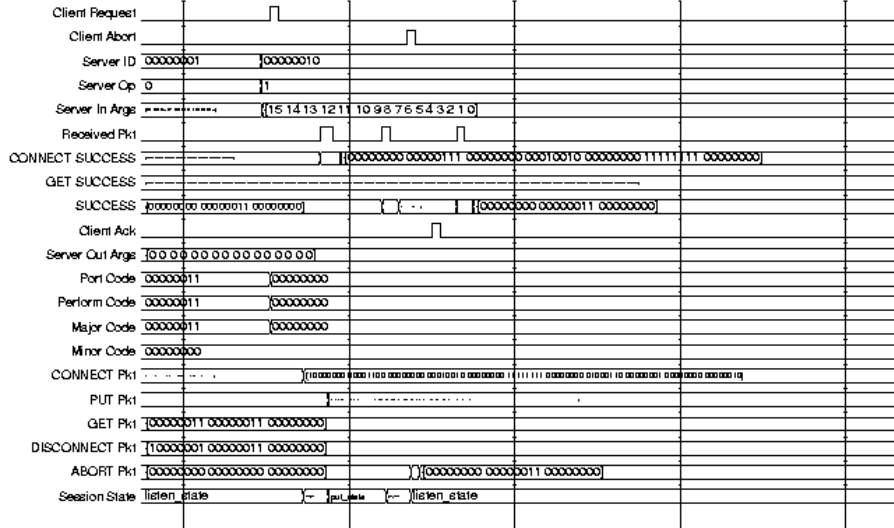 Client Request
Client Abort
Server ID 00000001 00000010
Server Op 0 1
Server In Args [15 14 13 12 11 10 9 8 7 6 5 4 3 2 1 0]
Received Pkt
CONNECT SUCCESS [00000000 00000111 00000000 00010010 00000000 11111111 00000000]
GET SUCCESS
SUCCESS [00000000 00000011 00000000] [00000000 00000011 00000000]
Client Ack
Server Out Args [0 0 0 0 0 0 0 0 0 0 0 0 0 0 0 0]
Port Code 00000011 00000000
Perform Code 00000011 00000000
Major Code 00000011 00000000
Minor Code 00000000
CONNECT Pkt
PUT Pkt
GET Pkt [00000011 00000011 00000000]
DISCONNECT Pkt [10000001 00000011 00000000]
ABORT Pkt [00000000 00000000 00000000] [00000000 00000011 00000000]
Session State listen_state put_state listen_state